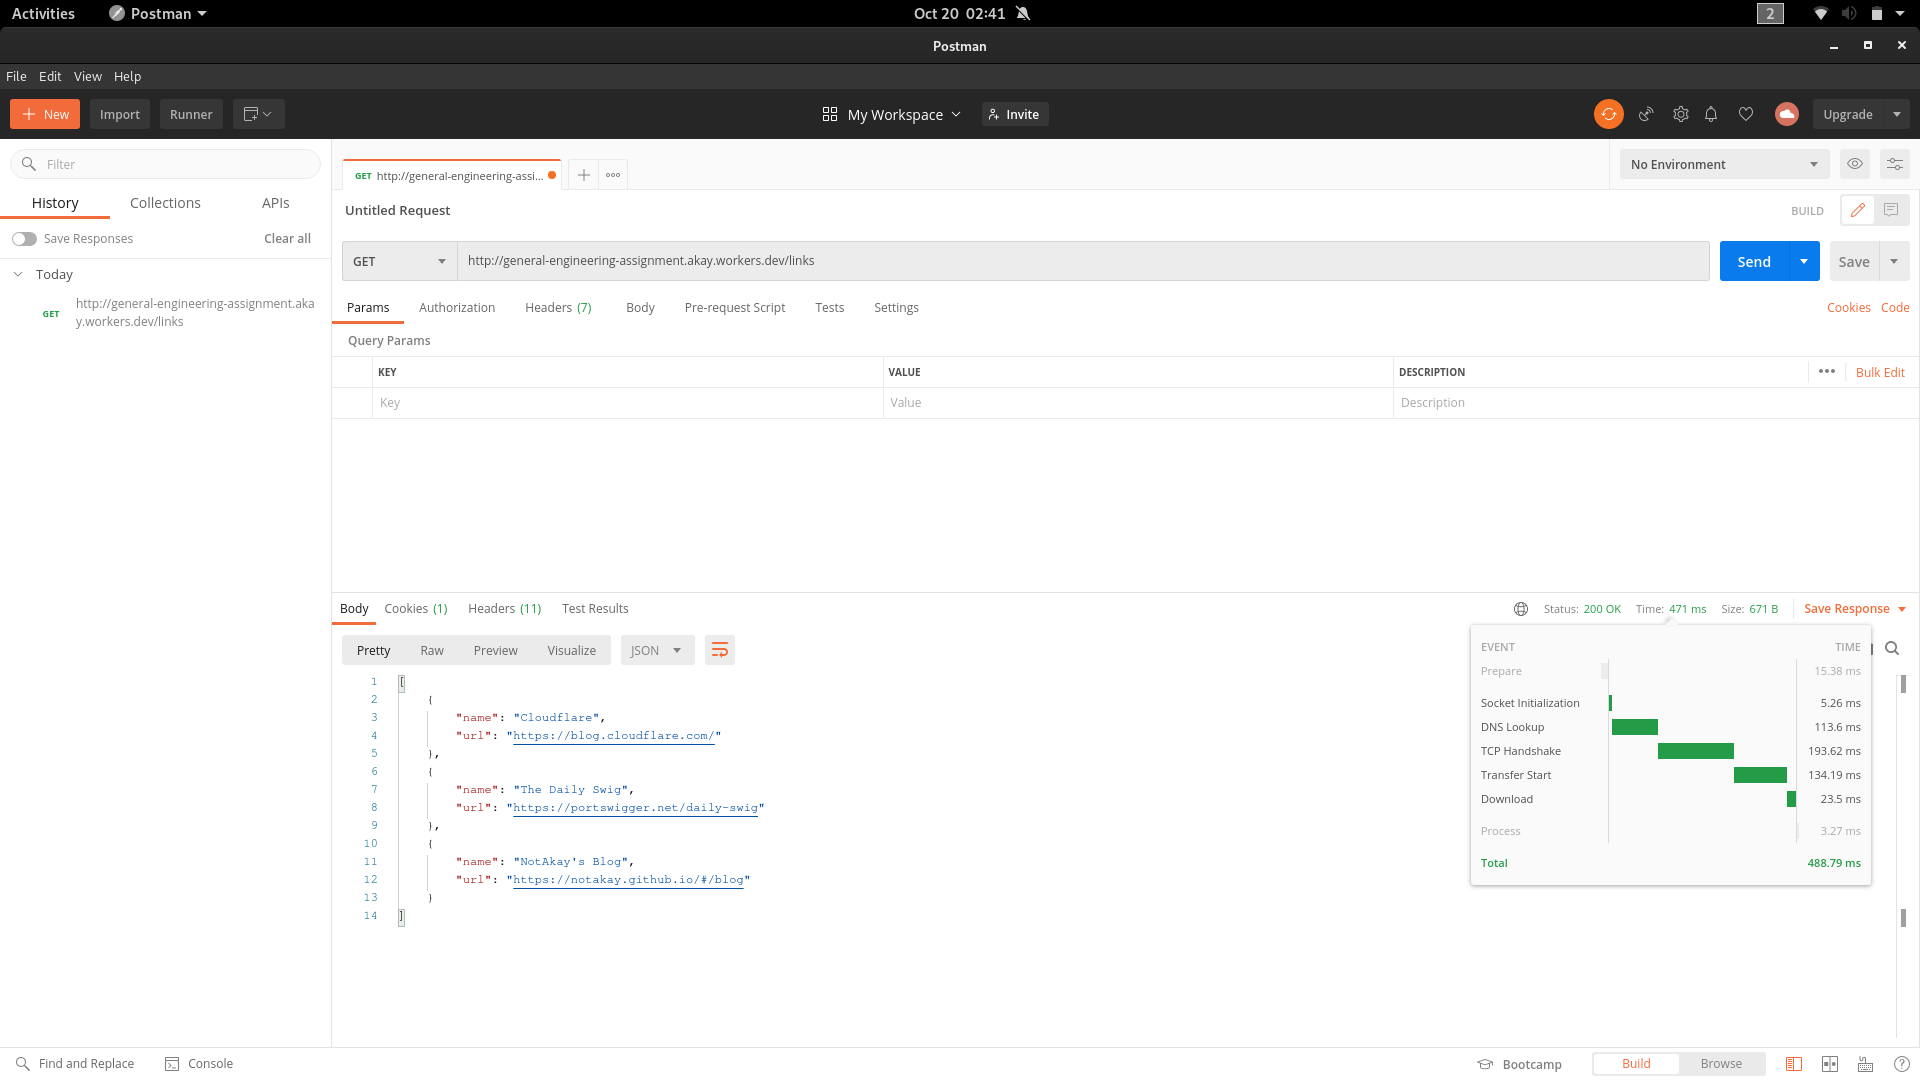 Activities Postman Oct 20 02:41 2
Postman
File Edit View Help
New Import Runner My Workspace Invite Upgrade
Filter
History Collections APIs
Save Responses Clear all
Today
GET http://general-engineering-assignment.aka
y.workers.dev/links
GET http://general-engineering-assi... No Environment
Untitled Request BUILD
GET http://general-engineering-assignment.akay.workers.dev/links Send Save
Params Authorization Headers (7) Body Pre-request Script Tests Settings Cookies Code
Query Params
KEY VALUE DESCRIPTION ••• Bulk Edit
Key Value Description
Body Cookies (1) Headers (11) Test Results Status: 200 OK Time: 471 ms Size: 671 B Save Response
Pretty Raw Preview Visualize JSON
1 [
2 {
3 "name": "Cloudflare",
4 "url": "https://blog.cloudflare.com/"
5 },
6 {
7 "name": "The Daily Swig",
8 "url": "https://portswigger.net/daily-swig"
9 },
10 {
11 "name": "NotAkay's Blog",
12 "url": "https://notakay.github.io/#/blog"
13 }
14 ]
EVENT TIME
Prepare 15.38 ms
Socket Initialization 5.26 ms
DNS Lookup 113.6 ms
TCP Handshake 193.62 ms
Transfer Start 134.19 ms
Download 23.5 ms
Process 3.27 ms
Total 488.79 ms
Find and Replace Console Bootcamp Build Browse